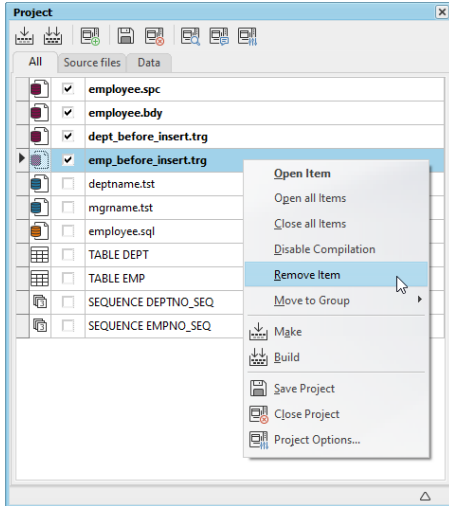 Project
All Source files Data
employee.spc
employee.bdy
dept_before_insert.trg
emp_before_insert.trg
deptname.tst
mgrname.tst
employee.sql
TABLE DEPT
TABLE EMP
SEQUENCE DEPTNO_SEQ
SEQUENCE EMPNO_SEQ
Open Item
Open all Items
Close all Items
Disable Compilation
Remove Item
Move to Group
Make
Build
Save Project
Close Project
Project Options...